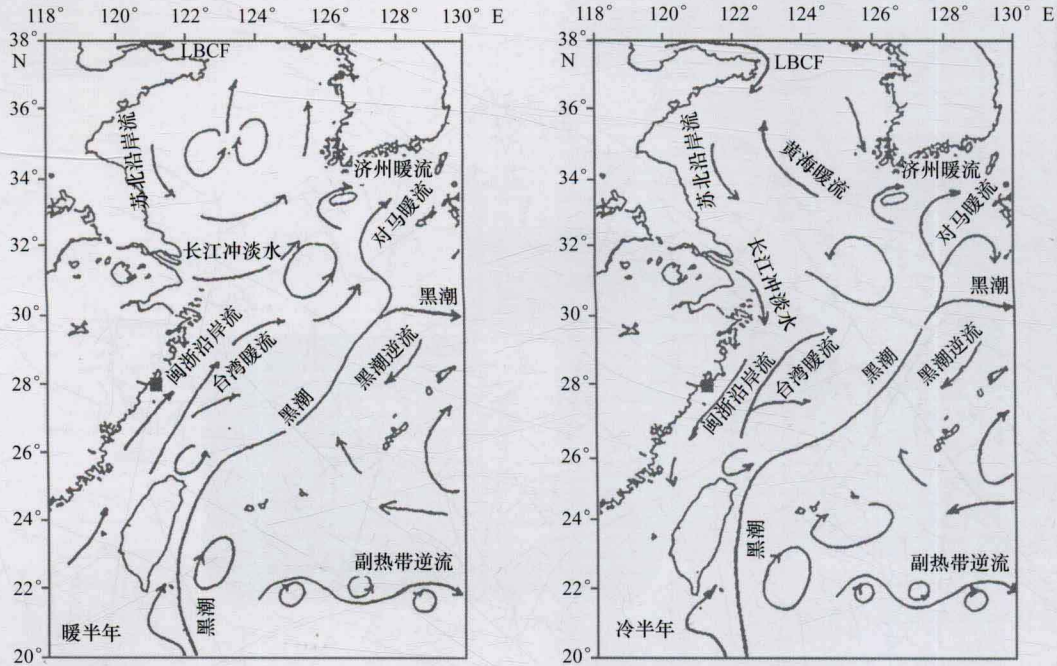 118° 120° 122° 124° 126° 128° 130° E
38°
N
36°
34°
32°
30°
28°
26°
24°
22°
20°
LBCF
苏北沿岸流
济州暖流
对马暖流
长江冲淡水
黑潮
闽浙沿岸流
台湾暖流
黑潮逆流
黑潮
副热带逆流
黑潮
暖半年
118° 120° 122° 124° 126° 128° 130° E
38°
N
36°
34°
32°
30°
28°
26°
24°
22°
20°
LBCF
苏北沿岸流
黄海暖流
济州暖流
对马暖流
长江冲淡水
黑潮
闽浙沿岸流
台湾暖流
黑潮
黑潮逆流
黑潮
副热带逆流
冷半年